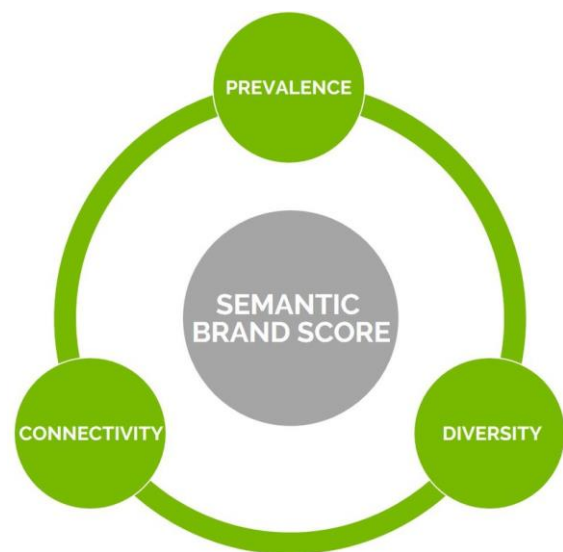 PREVALENCE
SEMANTIC
BRAND SCORE
CONNECTIVITY
DIVERSITY